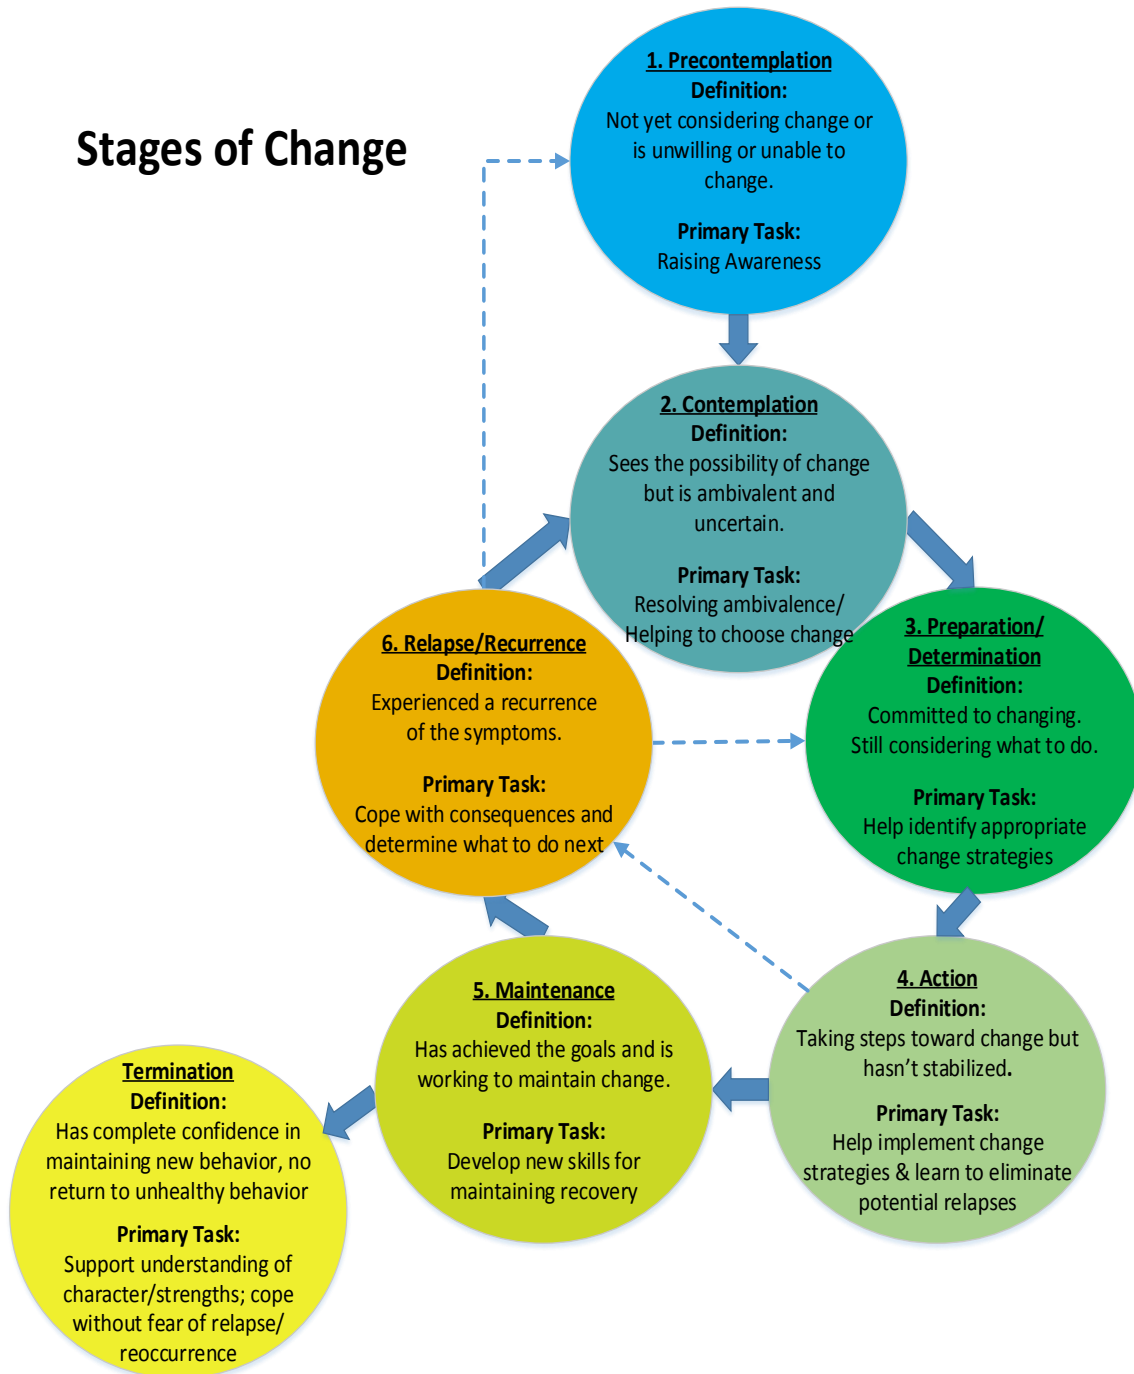 Stages of Change
1. Precontemplation
Definition:
Not yet considering change or
is unwilling or unable to
change.
Primary Task:
Raising Awareness
2. Contemplation
Definition:
Sees the possibility of change
but is ambivalent and
uncertain.
Primary Task:
Resolving ambivalence/
Helping to choose change
3. Preparation/
Determination
Definition:
Committed to changing.
Still considering what to do.
Primary Task:
Help identify appropriate
change strategies
4. Action
Definition:
Taking steps toward change but
hasn’t stabilized.
Primary Task:
Help implement change
strategies & learn to eliminate
potential relapses
5. Maintenance
Definition:
Has achieved the goals and is
working to maintain change.
Primary Task:
Develop new skills for
maintaining recovery
6. Relapse/Recurrence
Definition:
Experienced a recurrence
of the symptoms.
Primary Task:
Cope with consequences and
determine what to do next
Termination
Definition:
Has complete confidence in
maintaining new behavior, no
return to unhealthy behavior
Primary Task:
Support understanding of
character/strengths; cope
without fear of relapse/
reoccurrence